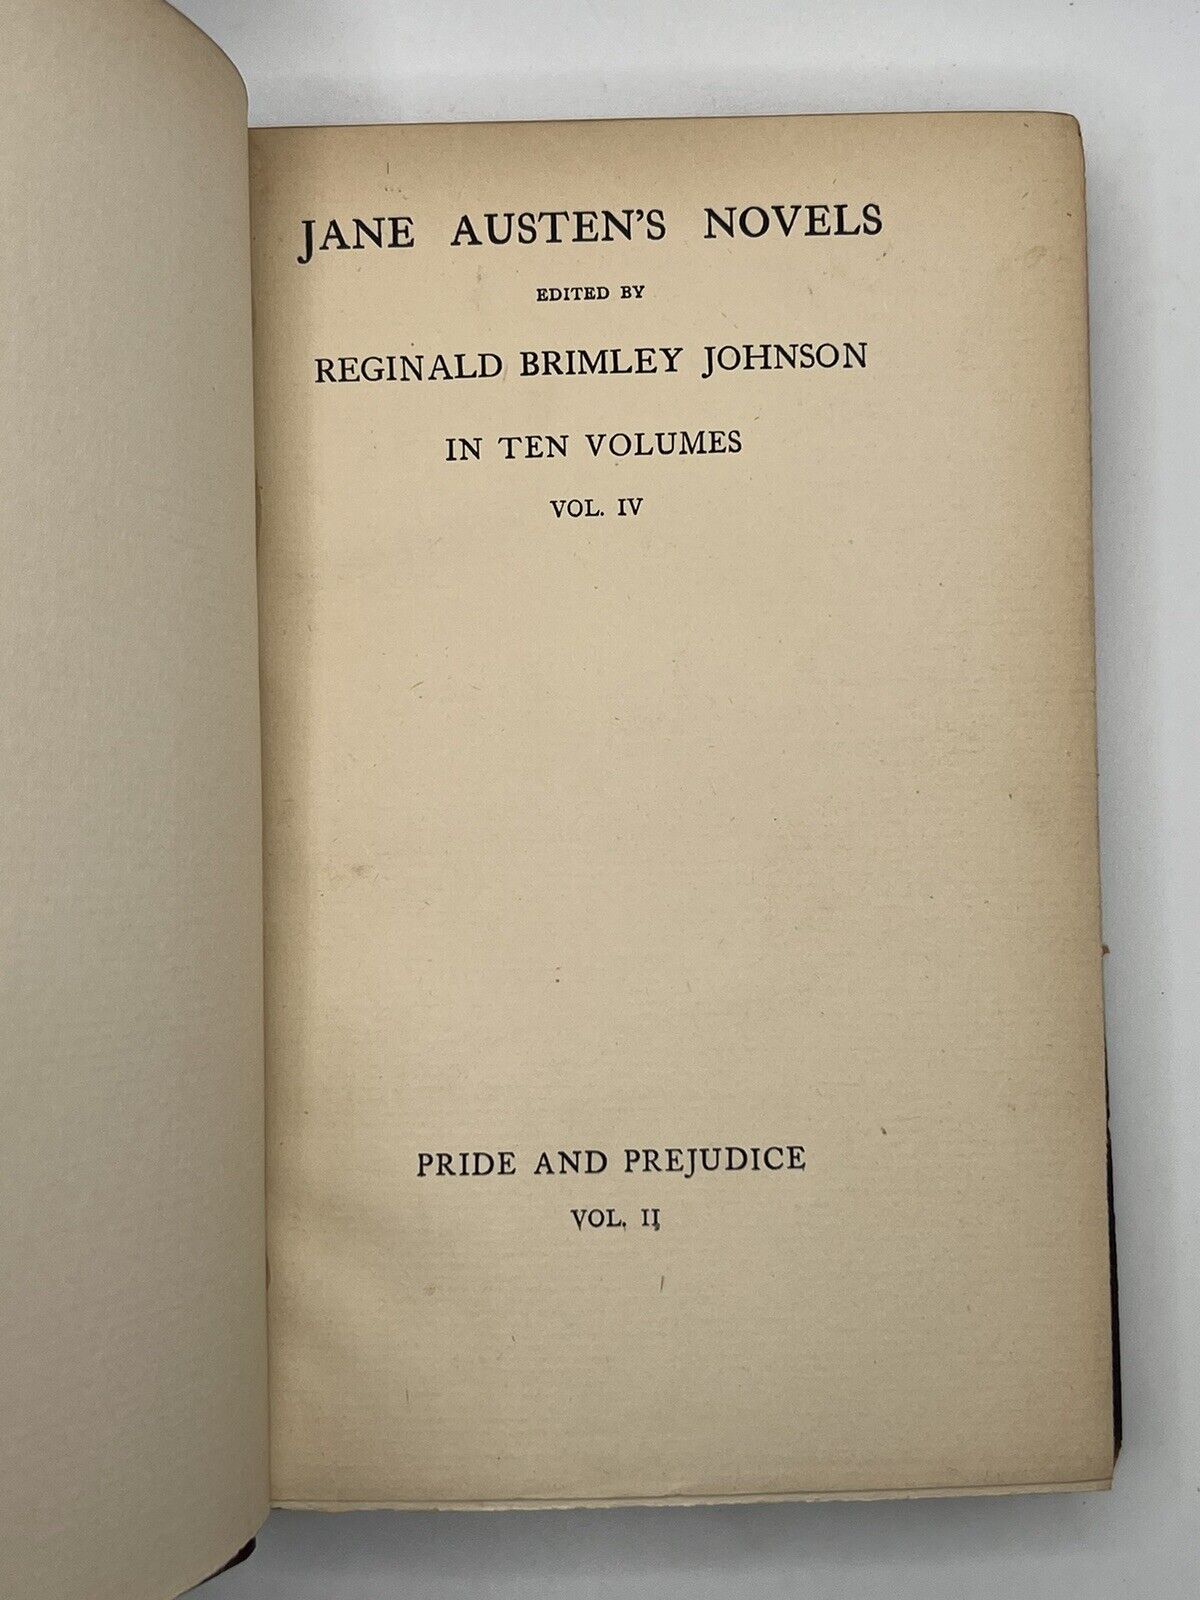 JANE AUSTEN'S NOVELS
EDITED BY
REGINALD BRIMLEY JOHNSON
IN TEN VOLUMES
VOL. IV
PRIDE AND PREJUDICE
VOL. II